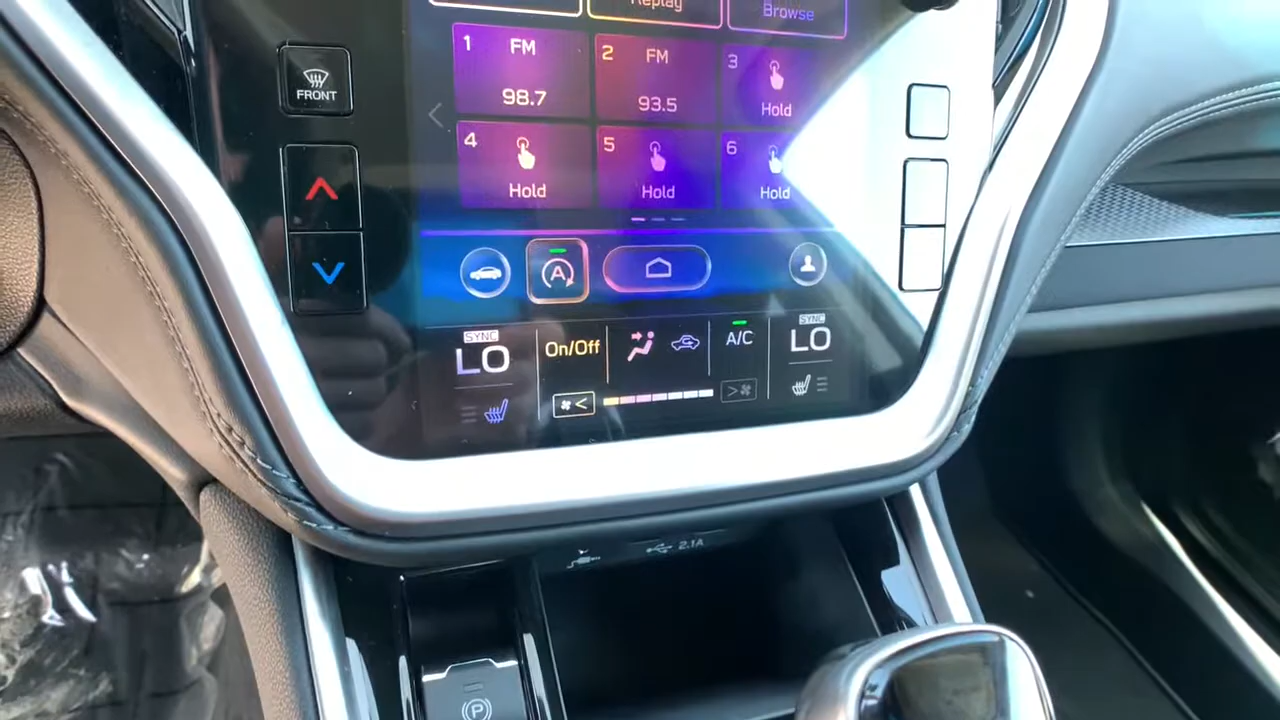 Replay
Browse
FRONT
1 FM
98.7
2 FM
93.5
3
Hold
4
Hold
5
Hold
6
Hold
A
SYNC
LO
On/Off
A/C
SYNC
LO
2.1A
P